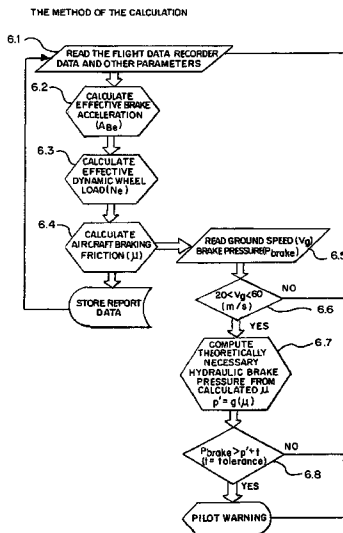 THE METHOD OF THE CALCULATION
6.1
READ THE FLIGHT DATA RECORDER
DATA AND OTHER PARAMETERS
6.2
CALCULATE
EFFECTIVE BRAKE
ACCELERATION
(ABe)
6.3
CALCULATE
EFFECTIVE
DYNAMIC WHEEL
LOAD(Ne)
6.4
CALCULATE
AIRCRAFT BRAKING
FRICTION (μ)
STORE REPORT
DATA
READ GROUND SPEED (Vg)
BRAKE PRESSURE(Pbrake)
6.5
20<Vg<60
(m/s)
NO
6.6
YES
6.7
COMPUTE
THEORETICALLY
NECESSARY
HYDRAULIC BRAKE
PRESSURE FROM
CALCULATED μ
p'=g(μ)
Pbrake>p'+t
(t=tolerance)
NO
6.8
YES
PILOT WARNING